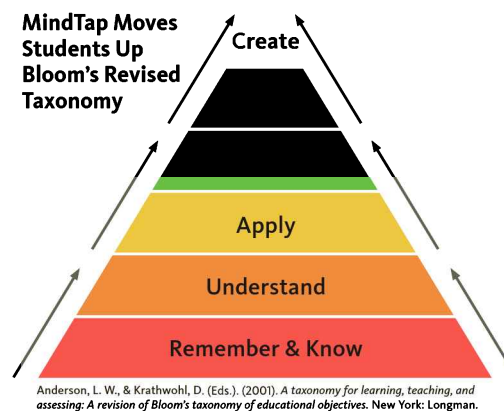 MindTap Moves
Students Up
Bloom's Revised
Taxonomy
Create
Apply
Understand
Remember & Know
Anderson, L. W., & Krathwohl, D. (Eds.). (2001). A taxonomy for learning, teaching, and
assessing: A revision of Bloom's taxonomy of educational objectives. New York: Longman.